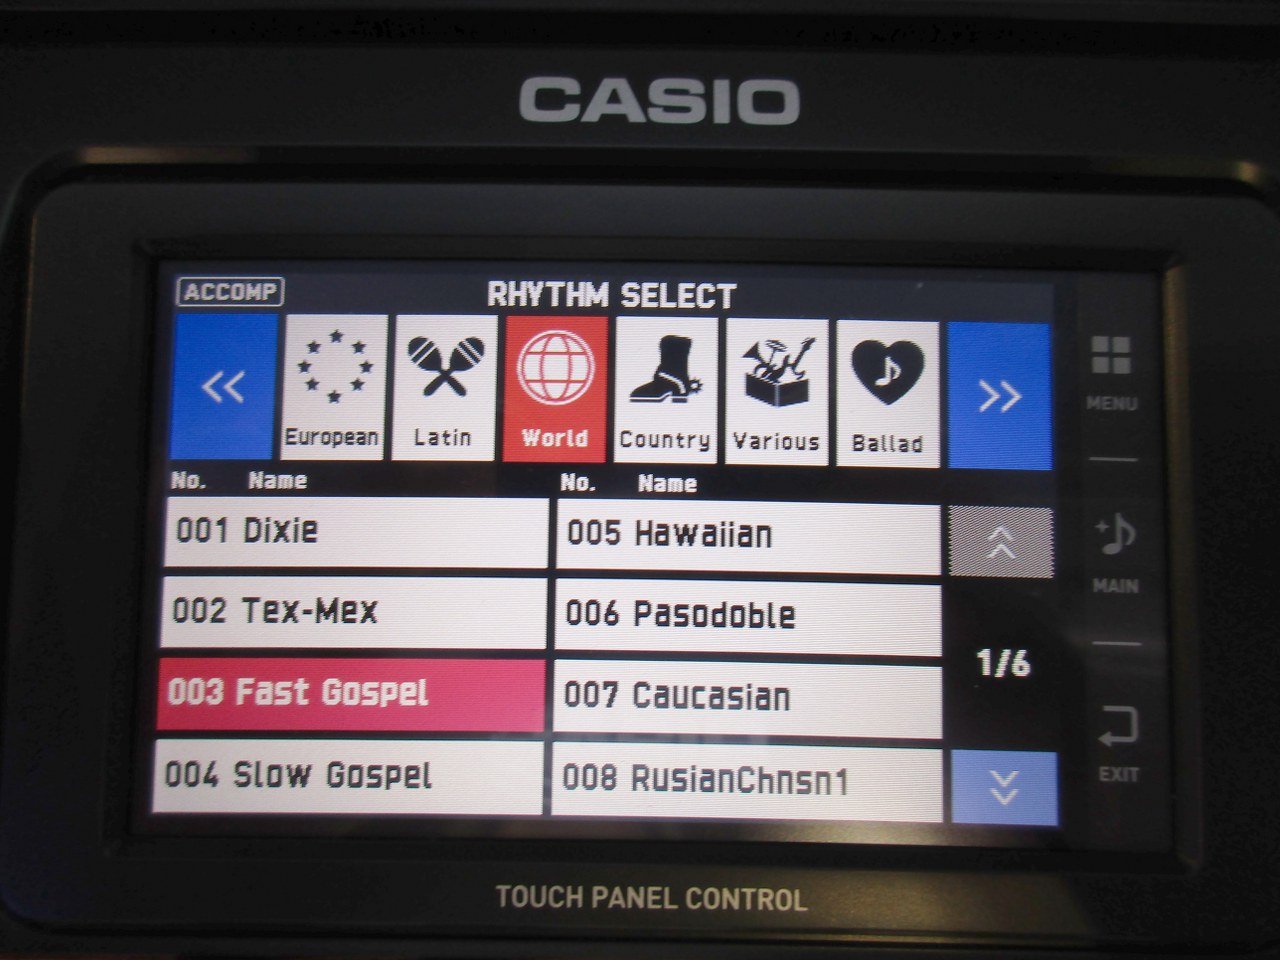 CASIO
ACCOMP RHYTHM SELECT
« European Latin World Country Various Ballad »
MENU
No. Name No. Name
001 Dixie 005 Hawaiian
MAIN
002 Tex-Mex 006 Pasodoble
1/6
003 Fast Gospel 007 Caucasian
004 Slow Gospel 008 RusianChnsn1
EXIT
TOUCH PANEL CONTROL